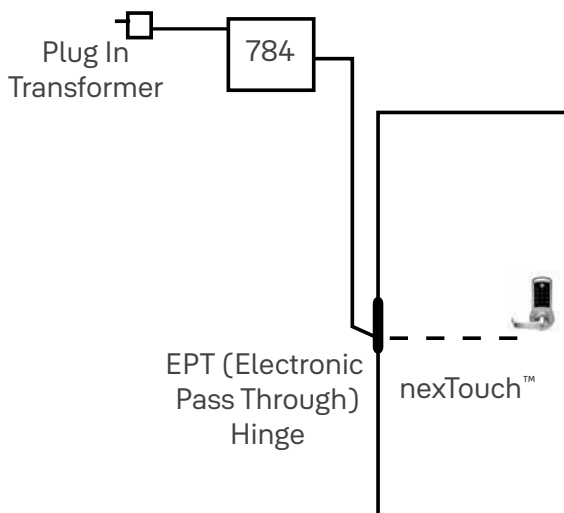 Plug In
Transformer
784
EPT (Electronic
Pass Through)
Hinge
nexTouch™